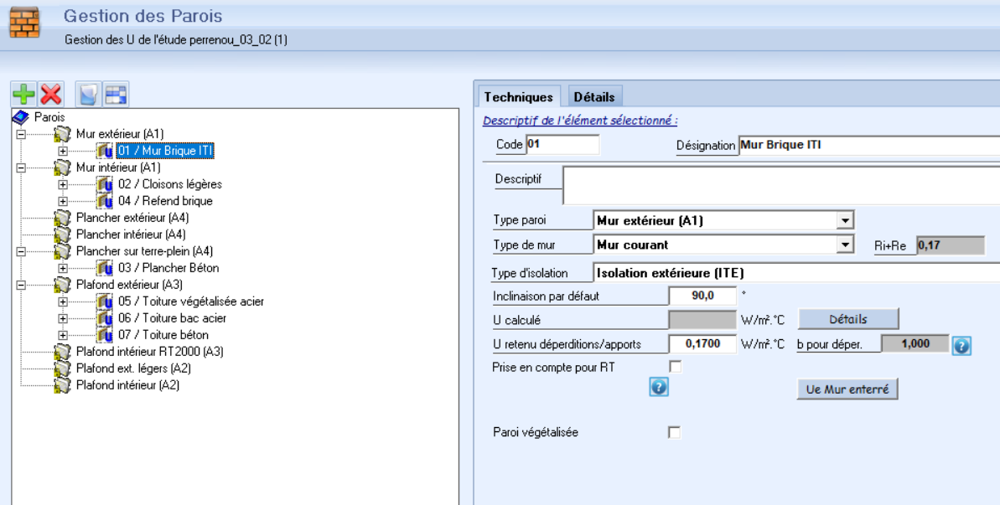 Gestion des Parois
Gestion des U de l'étude perrenou_03_02 (1)
Parois
Mur extérieur (A1)
01 / Mur Brique ITI
Mur intérieur (A1)
02 / Cloisons légères
04 / Refend brique
Plancher extérieur (A4)
Plancher intérieur (A4)
Plancher sur terre-plein (A4)
03 / Plancher Béton
Plafond extérieur (A3)
05 / Toiture végétalisée acier
06 / Toiture bac acier
07 / Toiture béton
Plafond intérieur RT2000 (A3)
Plafond ext. légers (A2)
Plafond intérieur (A2)
Techniques Détails
Descriptif de l'élément sélectionné :
Code 01 Désignation Mur Brique ITI
Descriptif
Type paroi Mur extérieur (A1)
Type de mur Mur courant Ri+Re 0,17
Type d'isolation Isolation extérieure (ITE)
Inclinaison par défaut 90,0 °
U calculé W/m².°C Détails
U retenu déperditions/apports 0,1700 W/m².°C b pour déper. 1,000 ?
Prise en compte pour RT
? Ue Mur enterré
Paroi végétalisée